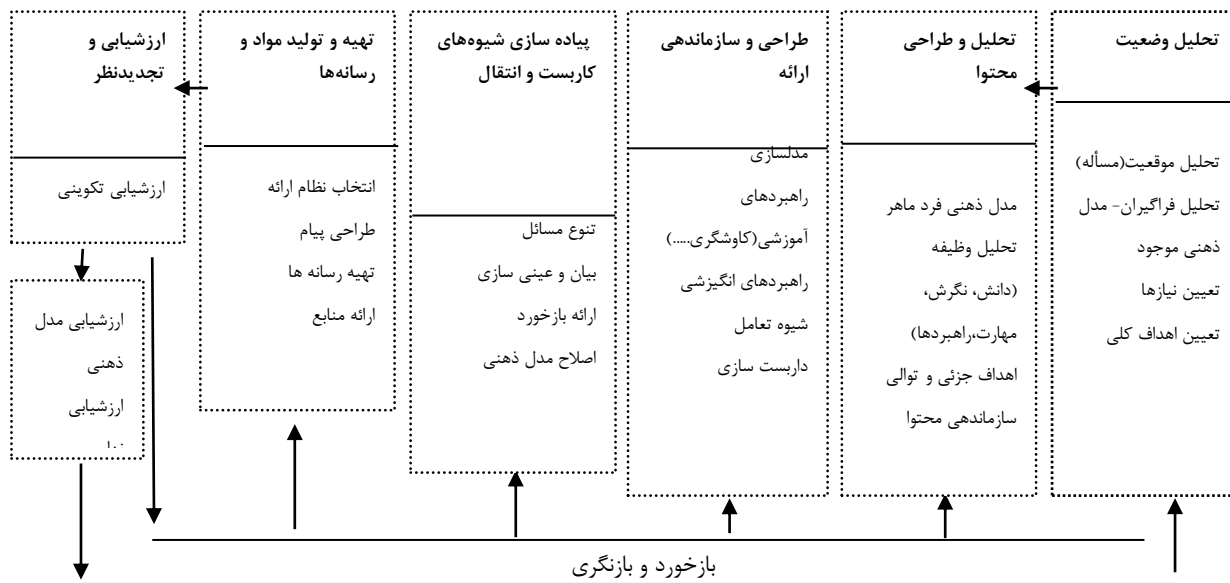 تحلیل وضعیت
تحلیل موقعیت(مسأله)
تحلیل فراگیران- مدل
ذهنی موجود
تعیین نیازها
تعیین اهداف کلی
تحلیل و طراحی
محتوا
مدل ذهنی فرد ماهر
تحلیل وظیفه
(دانش، نگرش،
مهارت،راهبردها)
اهداف جزئی و توالی
سازماندهی محتوا
طراحی و سازماندهی
ارائه
مدلسازی
راهبردهای
آموزشی(کاوشگری.....)
راهبردهای انگیزشی
شیوه تعامل
داربست سازی
پیاده سازی شیوه‌های
کاربست و انتقال
تنوع مسائل
بیان و عینی سازی
ارائه بازخورد
اصلاح مدل ذهنی
تهیه و تولید مواد و
رسانه‌ها
انتخاب نظام ارائه
طراحی پیام
تهیه رسانه ها
ارائه منابع
ارزشیابی و
تجدیدنظر
ارزشیابی تکوینی
ارزشیابی مدل
ذهنی
ارزشیابی
بازخورد و بازنگری